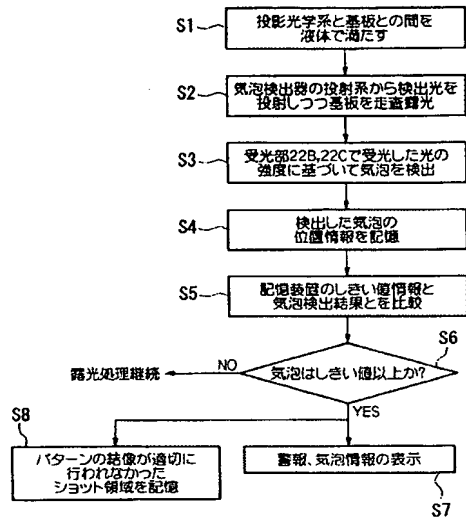 S1
投影光学系と基板との間を
液体で満たす
S2
気泡検出器の投射系から検出光を
投射しつつ基板を走査露光
S3
受光部22B,22Cで受光した光の
強度に基づいて気泡を検出
S4
検出した気泡の
位置情報を記憶
S5
記憶装置のしきい値情報と
気泡検出結果とを比較
S6
気泡はしきい値以上か?
NO
露光処理継続
YES
S8
パターンの結像が適切に
行われなかった
ショット領域を記憶
警報、気泡情報の表示
S7